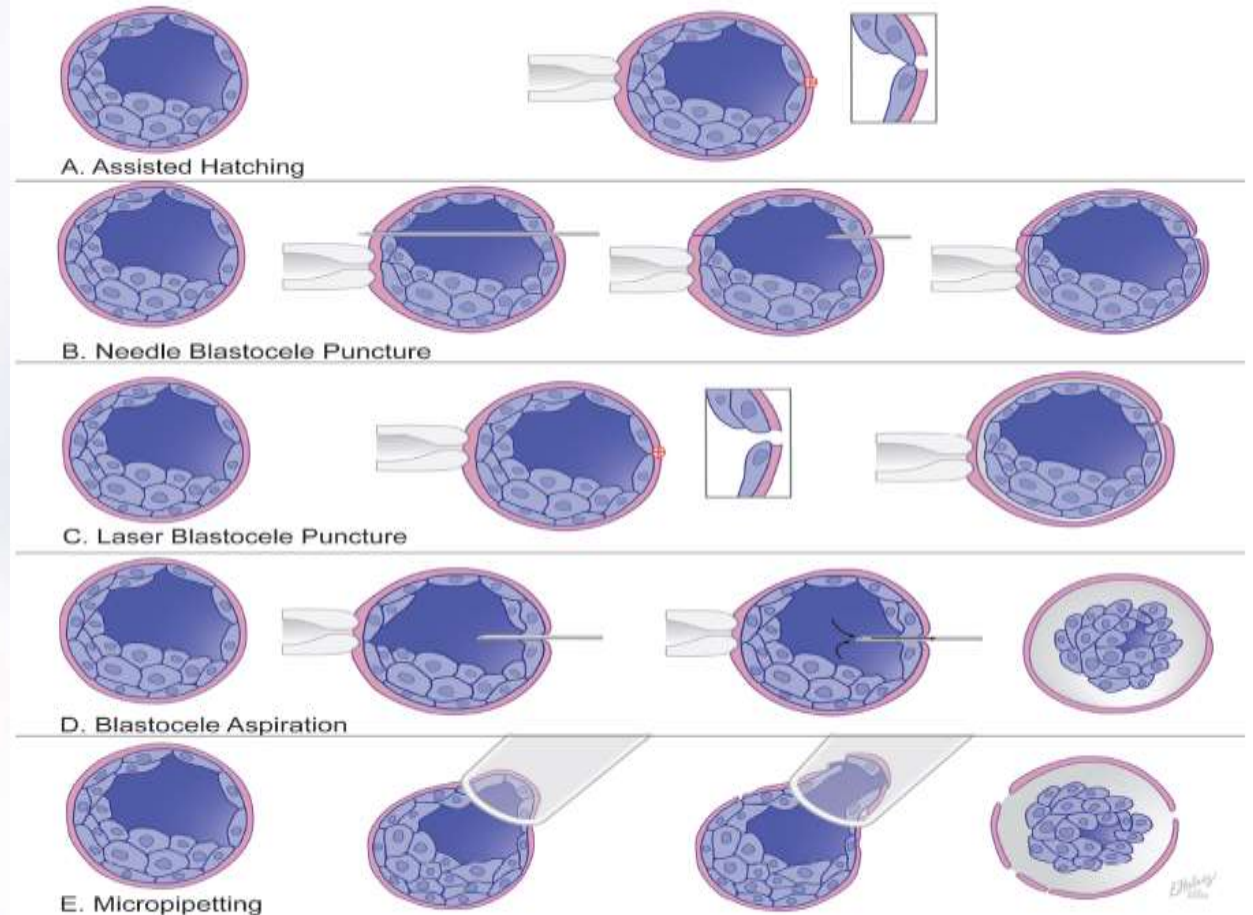 A. Assisted Hatching
B. Needle Blastocele Puncture
C. Laser Blastocele Puncture
D. Blastocele Aspiration
E. Micropipetting